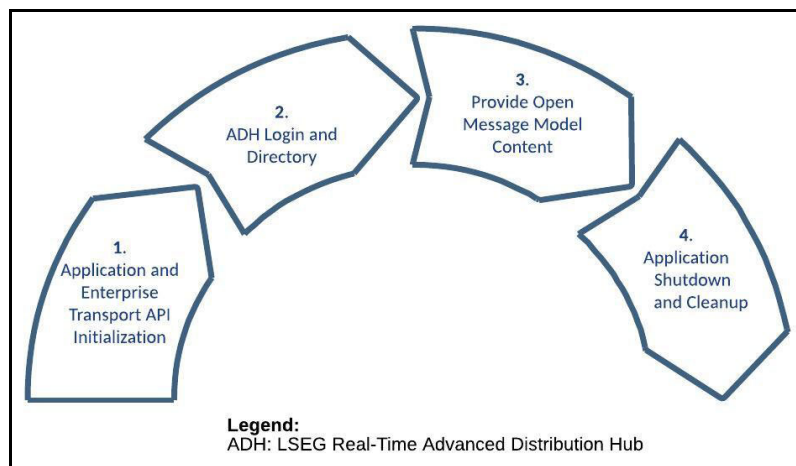 1.
Application and
Enterprise
Transport API
Initialization
2.
ADH Login and
Directory
3.
Provide Open
Message Model
Content
4.
Application
Shutdown
and Cleanup
Legend:
ADH: LSEG Real-Time Advanced Distribution Hub